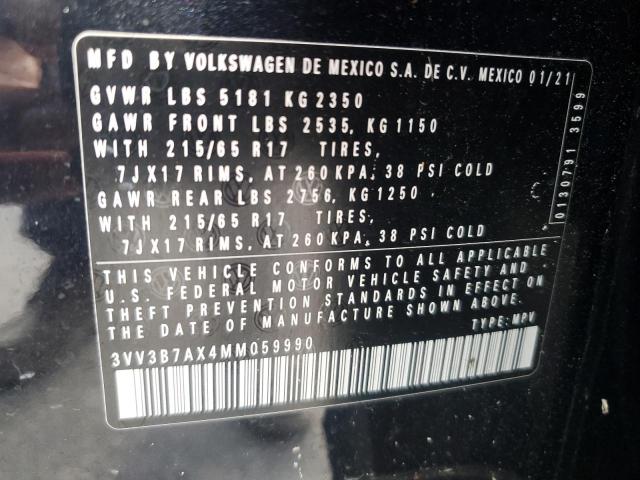 MFD BY VOLKSWAGEN DE MEXICO S.A. DE C.V. MEXICO 01/21
GVWR LBS 5181 KG 2350
GAWR FRONT LBS 2535, KG 1150
WITH 215/65 R17 TIRES,
7JX17 RIMS, AT 260 KPA, 38 PSI COLD
GAWR REAR LBS 2756, KG 1250
WITH 215/65 R17 TIRES,
7JX17 RIMS, AT 260 KPA, 38 PSI COLD
0130791 3599
THIS VEHICLE CONFORMS TO ALL APPLICABLE
U.S. FEDERAL MOTOR VEHICLE SAFETY AND
THEFT PREVENTION STANDARDS IN EFFECT ON
THE DATE OF MANUFACTURE SHOWN ABOVE.
3VV3B7AX4MM059990 TYPE:MPV